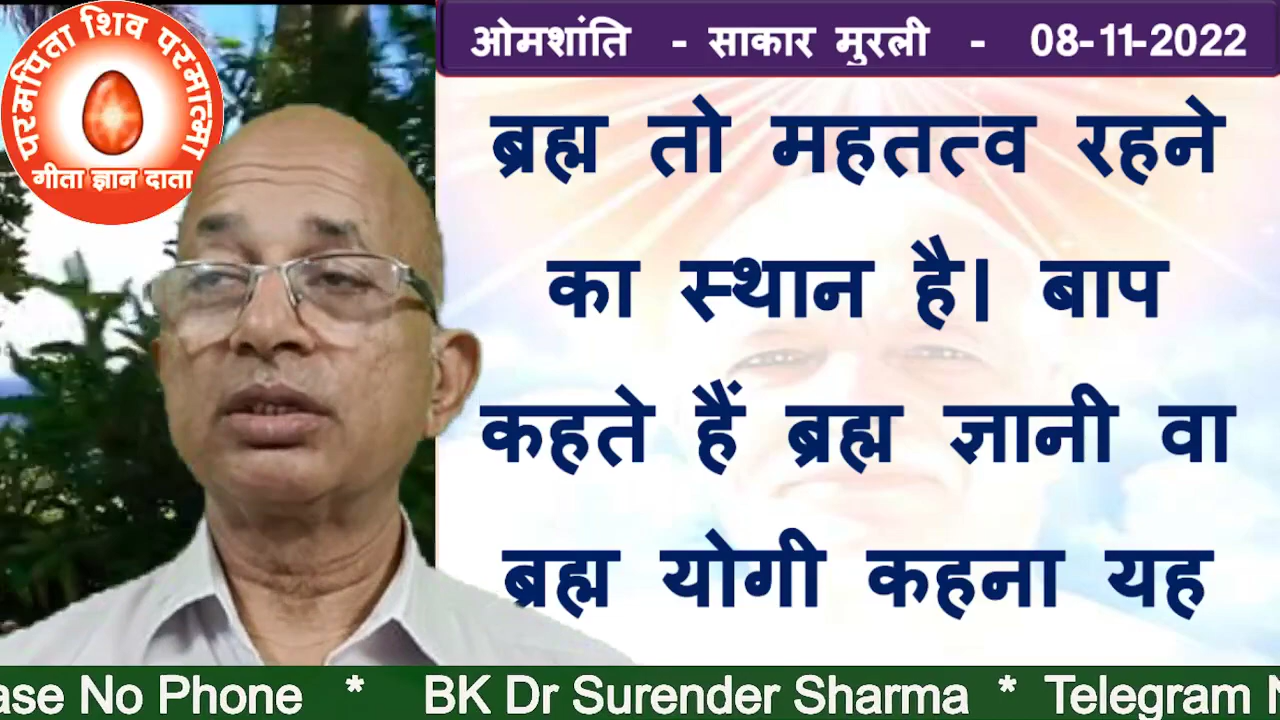 परमपिता शिव परमात्मा
गीता ज्ञान दाता
ओमशांति - साकार मुरली - 08-11-2022
ब्रह्म तो महतत्व रहने
का स्थान है। बाप
कहते हैं ब्रह्म ज्ञानी वा
ब्रह्म योगी कहना यह
ase No Phone * BK Dr Surender Sharma * Telegram N